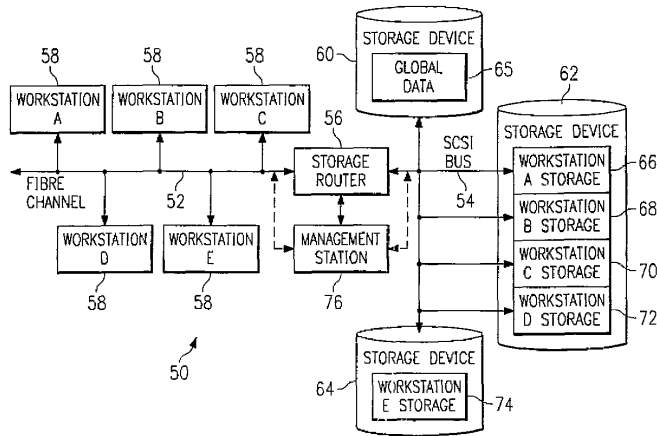 58
58
58
WORKSTATION
A
WORKSTATION
B
WORKSTATION
C
FIBRE
CHANNEL
52
WORKSTATION
D
WORKSTATION
E
58
58
50
56
STORAGE
ROUTER
MANAGEMENT
STATION
76
60
STORAGE DEVICE
GLOBAL
DATA
65
SCSI
BUS
54
62
STORAGE DEVICE
WORKSTATION
A STORAGE
66
WORKSTATION
B STORAGE
68
WORKSTATION
C STORAGE
70
WORKSTATION
D STORAGE
72
64
STORAGE DEVICE
WORKSTATION
E STORAGE
74